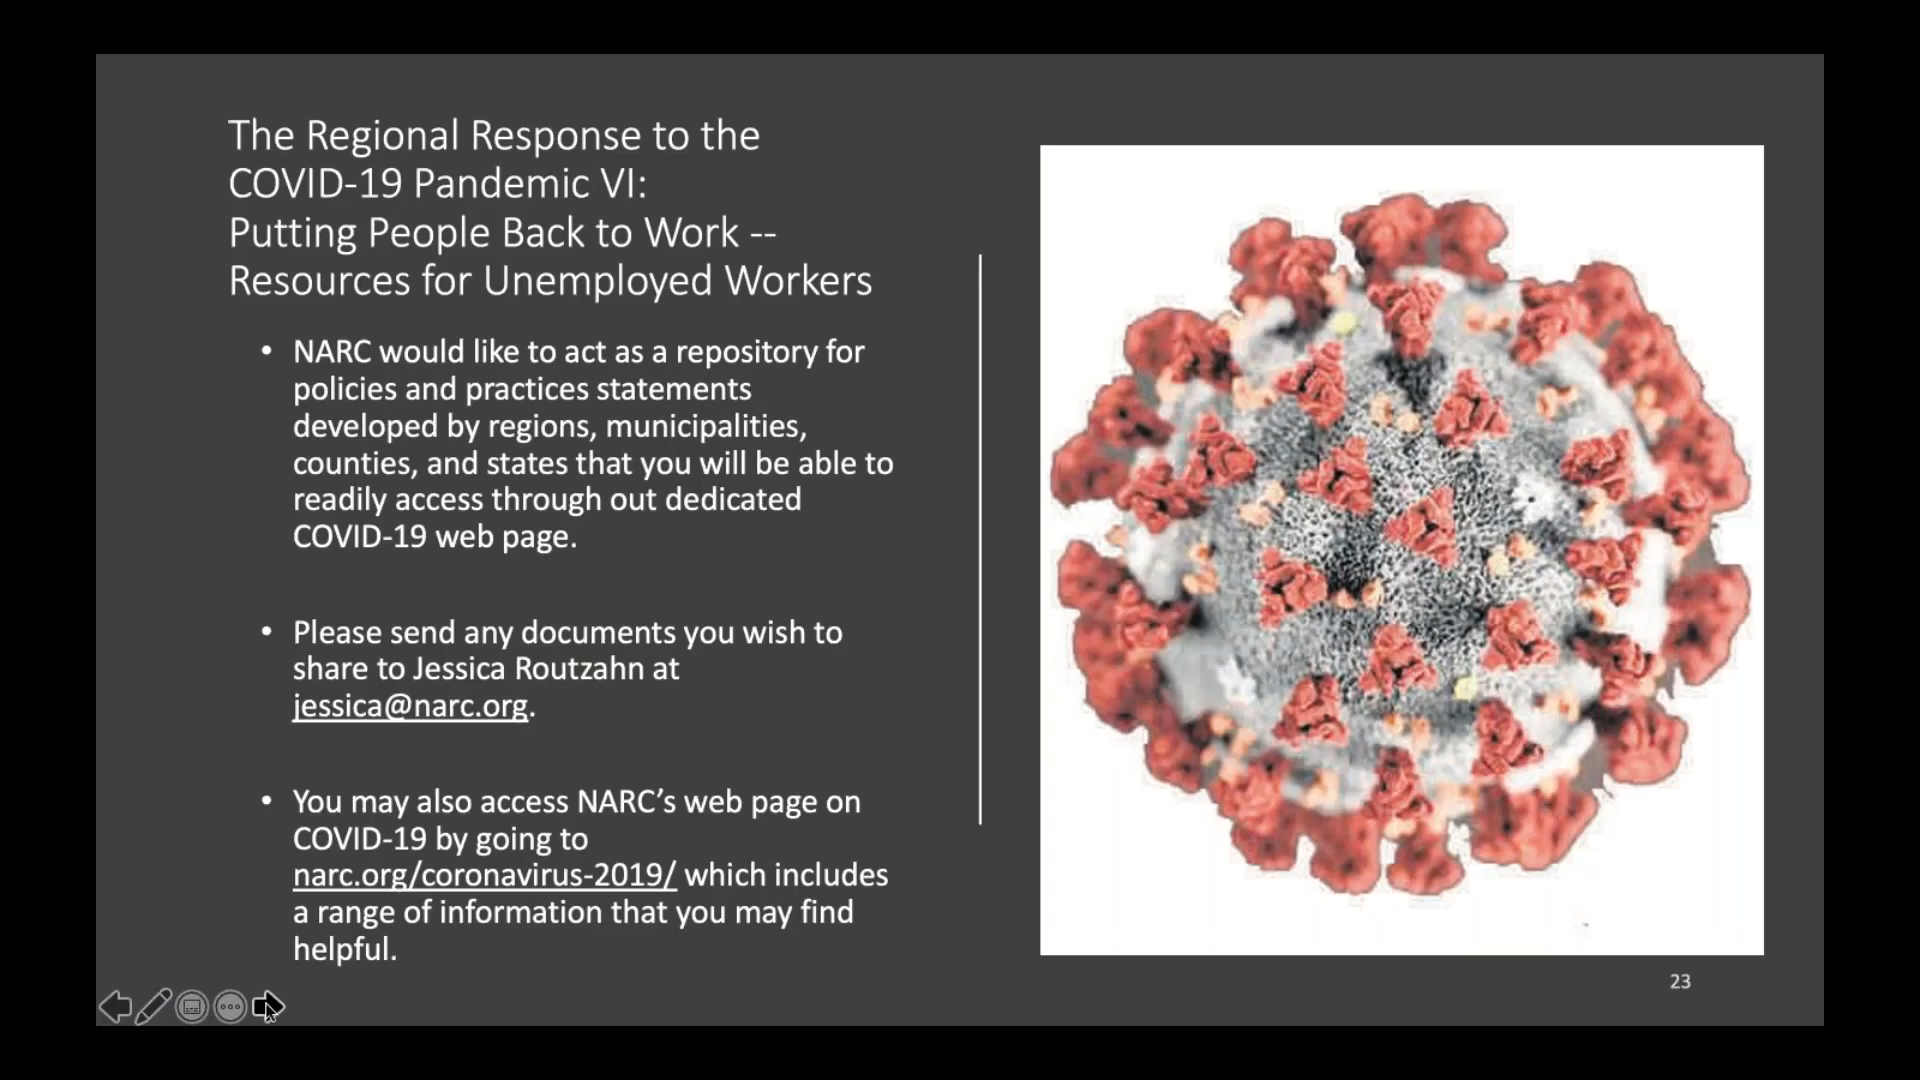 The Regional Response to the
COVID-19 Pandemic VI:
Putting People Back to Work --
Resources for Unemployed Workers
• NARC would like to act as a repository for
policies and practices statements
developed by regions, municipalities,
counties, and states that you will be able to
readily access through out dedicated
COVID-19 web page.
• Please send any documents you wish to
share to Jessica Routzahn at
jessica@narc.org.
• You may also access NARC’s web page on
COVID-19 by going to
narc.org/coronavirus-2019/ which includes
a range of information that you may find
helpful.
23